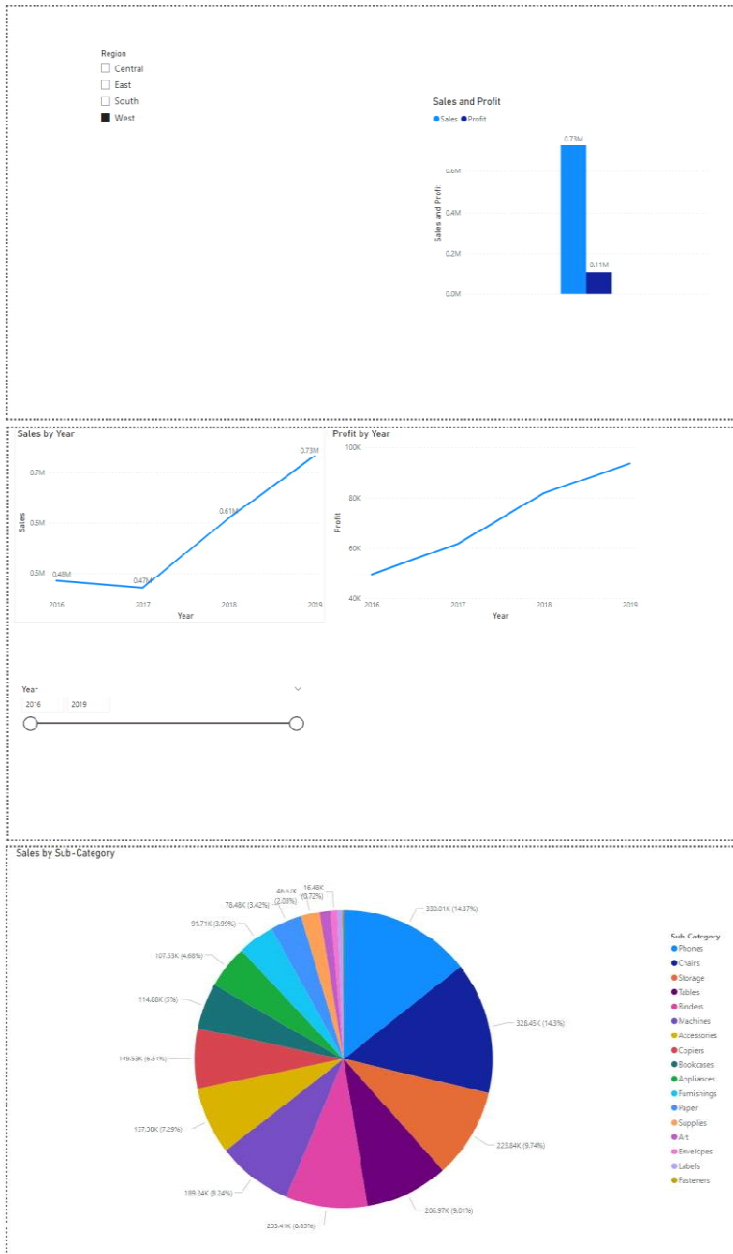 Region
Central
East
South
West
Sales and Profit
Sales Profit
0.73M
0.6M
0.4M
0.2M
0.0M
0.11M
Sales and Profit
Sales by Year
0.7M
0.5M
0.48M
0.47M
0.61M
0.73M
Sales
2016 2017 2018 2019
Year
Profit by Year
100K
80K
60K
40K
Profit
2016 2017 2018 2019
Year
Year
2016 2019
Sales by Sub-Category
16.48K
(0.72%)
(2.03%)
78.48K (3.42%)
91.71K (3.99%)
107.53K (4.68%)
114.88K (5%)
(7.29%)
189.24K (8.24%)
206.97K (9.01%)
223.84K (9.74%)
328.45K (14.3%)
330.01K (14.37%)
Sub-Category
Phones
Chairs
Storage
Tables
Binders
Machines
Accessories
Copiers
Bookcases
Appliances
Furnishings
Paper
Supplies
Art
Envelopes
Labels
Fasteners